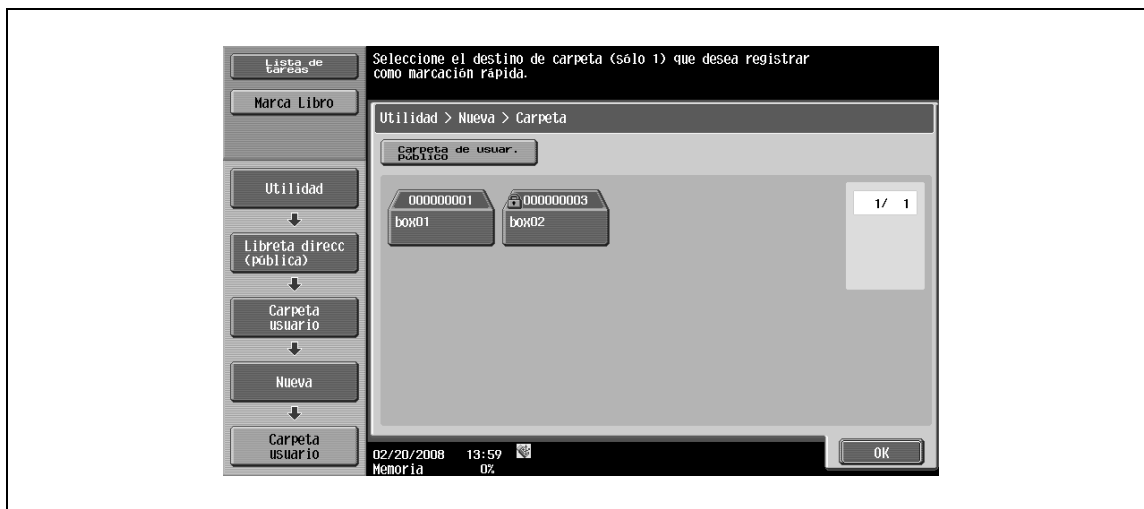 Lista de
tareas
Marca Libro
Seleccione el destino de carpeta (sólo 1) que desea registrar
como marcación rápida.
Utilidad > Nueva > Carpeta
Carpeta de usuar.
Público
Utilidad
Libreta direcc
(pública)
Carpeta
usuario
Nueva
Carpeta
usuario
000000001
box01
000000003
box02
1/ 1
02/20/2008 13:59
Memoria 0%
OK